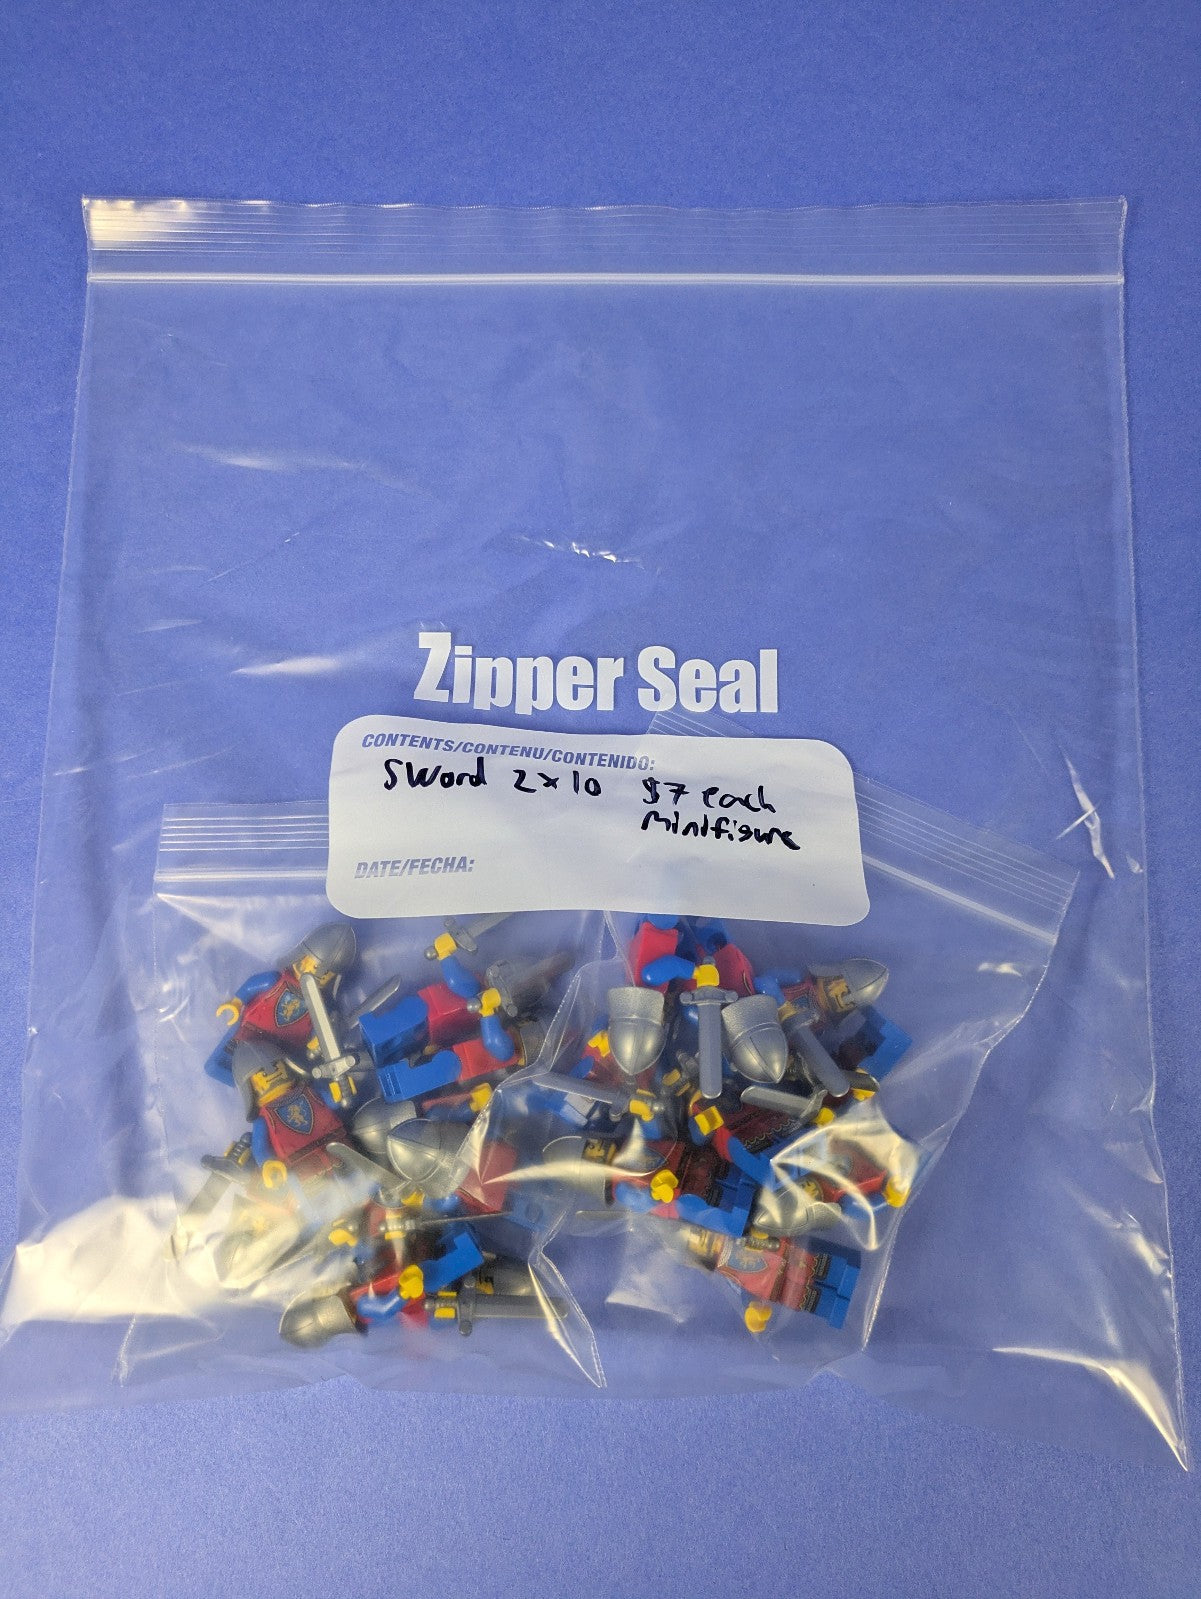 Zipper Seal
CONTENTS/CONTENU/CONTENIDO:
Sword 2x10 $7 each
Minifigure
DATE/FECHA: